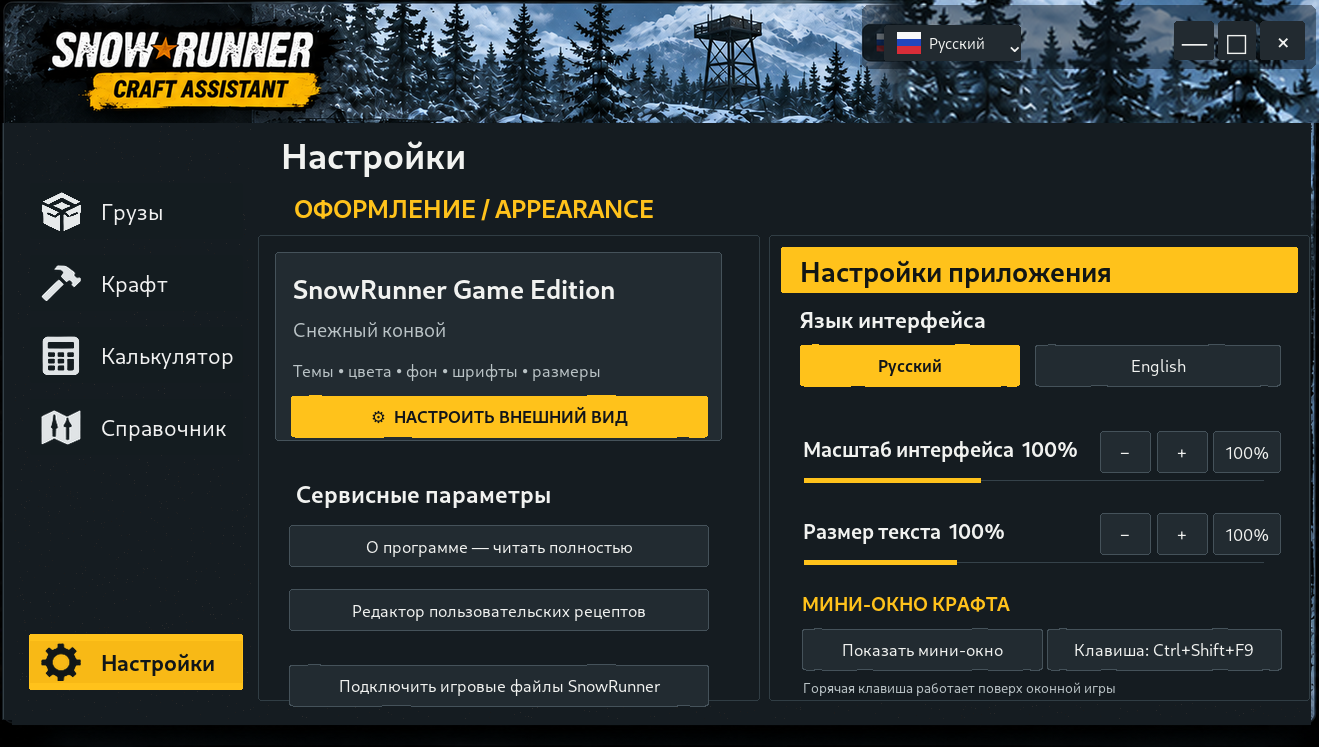 SNOW★RUNNER
CRAFT ASSISTANT
Русский
Настройки
ОФОРМЛЕНИЕ / APPEARANCE
Грузы
Крафт
Калькулятор
Справочник
Настройки
SnowRunner Game Edition
Снежный конвой
Темы • цвета • фон • шрифты • размеры
⚙ НАСТРОИТЬ ВНЕШНИЙ ВИД
Сервисные параметры
О программе — читать полностью
Редактор пользовательских рецептов
Подключить игровые файлы SnowRunner
Настройки приложения
Язык интерфейса
Русский English
Масштаб интерфейса 100% − + 100%
Размер текста 100% − + 100%
МИНИ-ОКНО КРАФТА
Показать мини-окно Клавиша: Ctrl+Shift+F9
Горячая клавиша работает поверх оконной игры